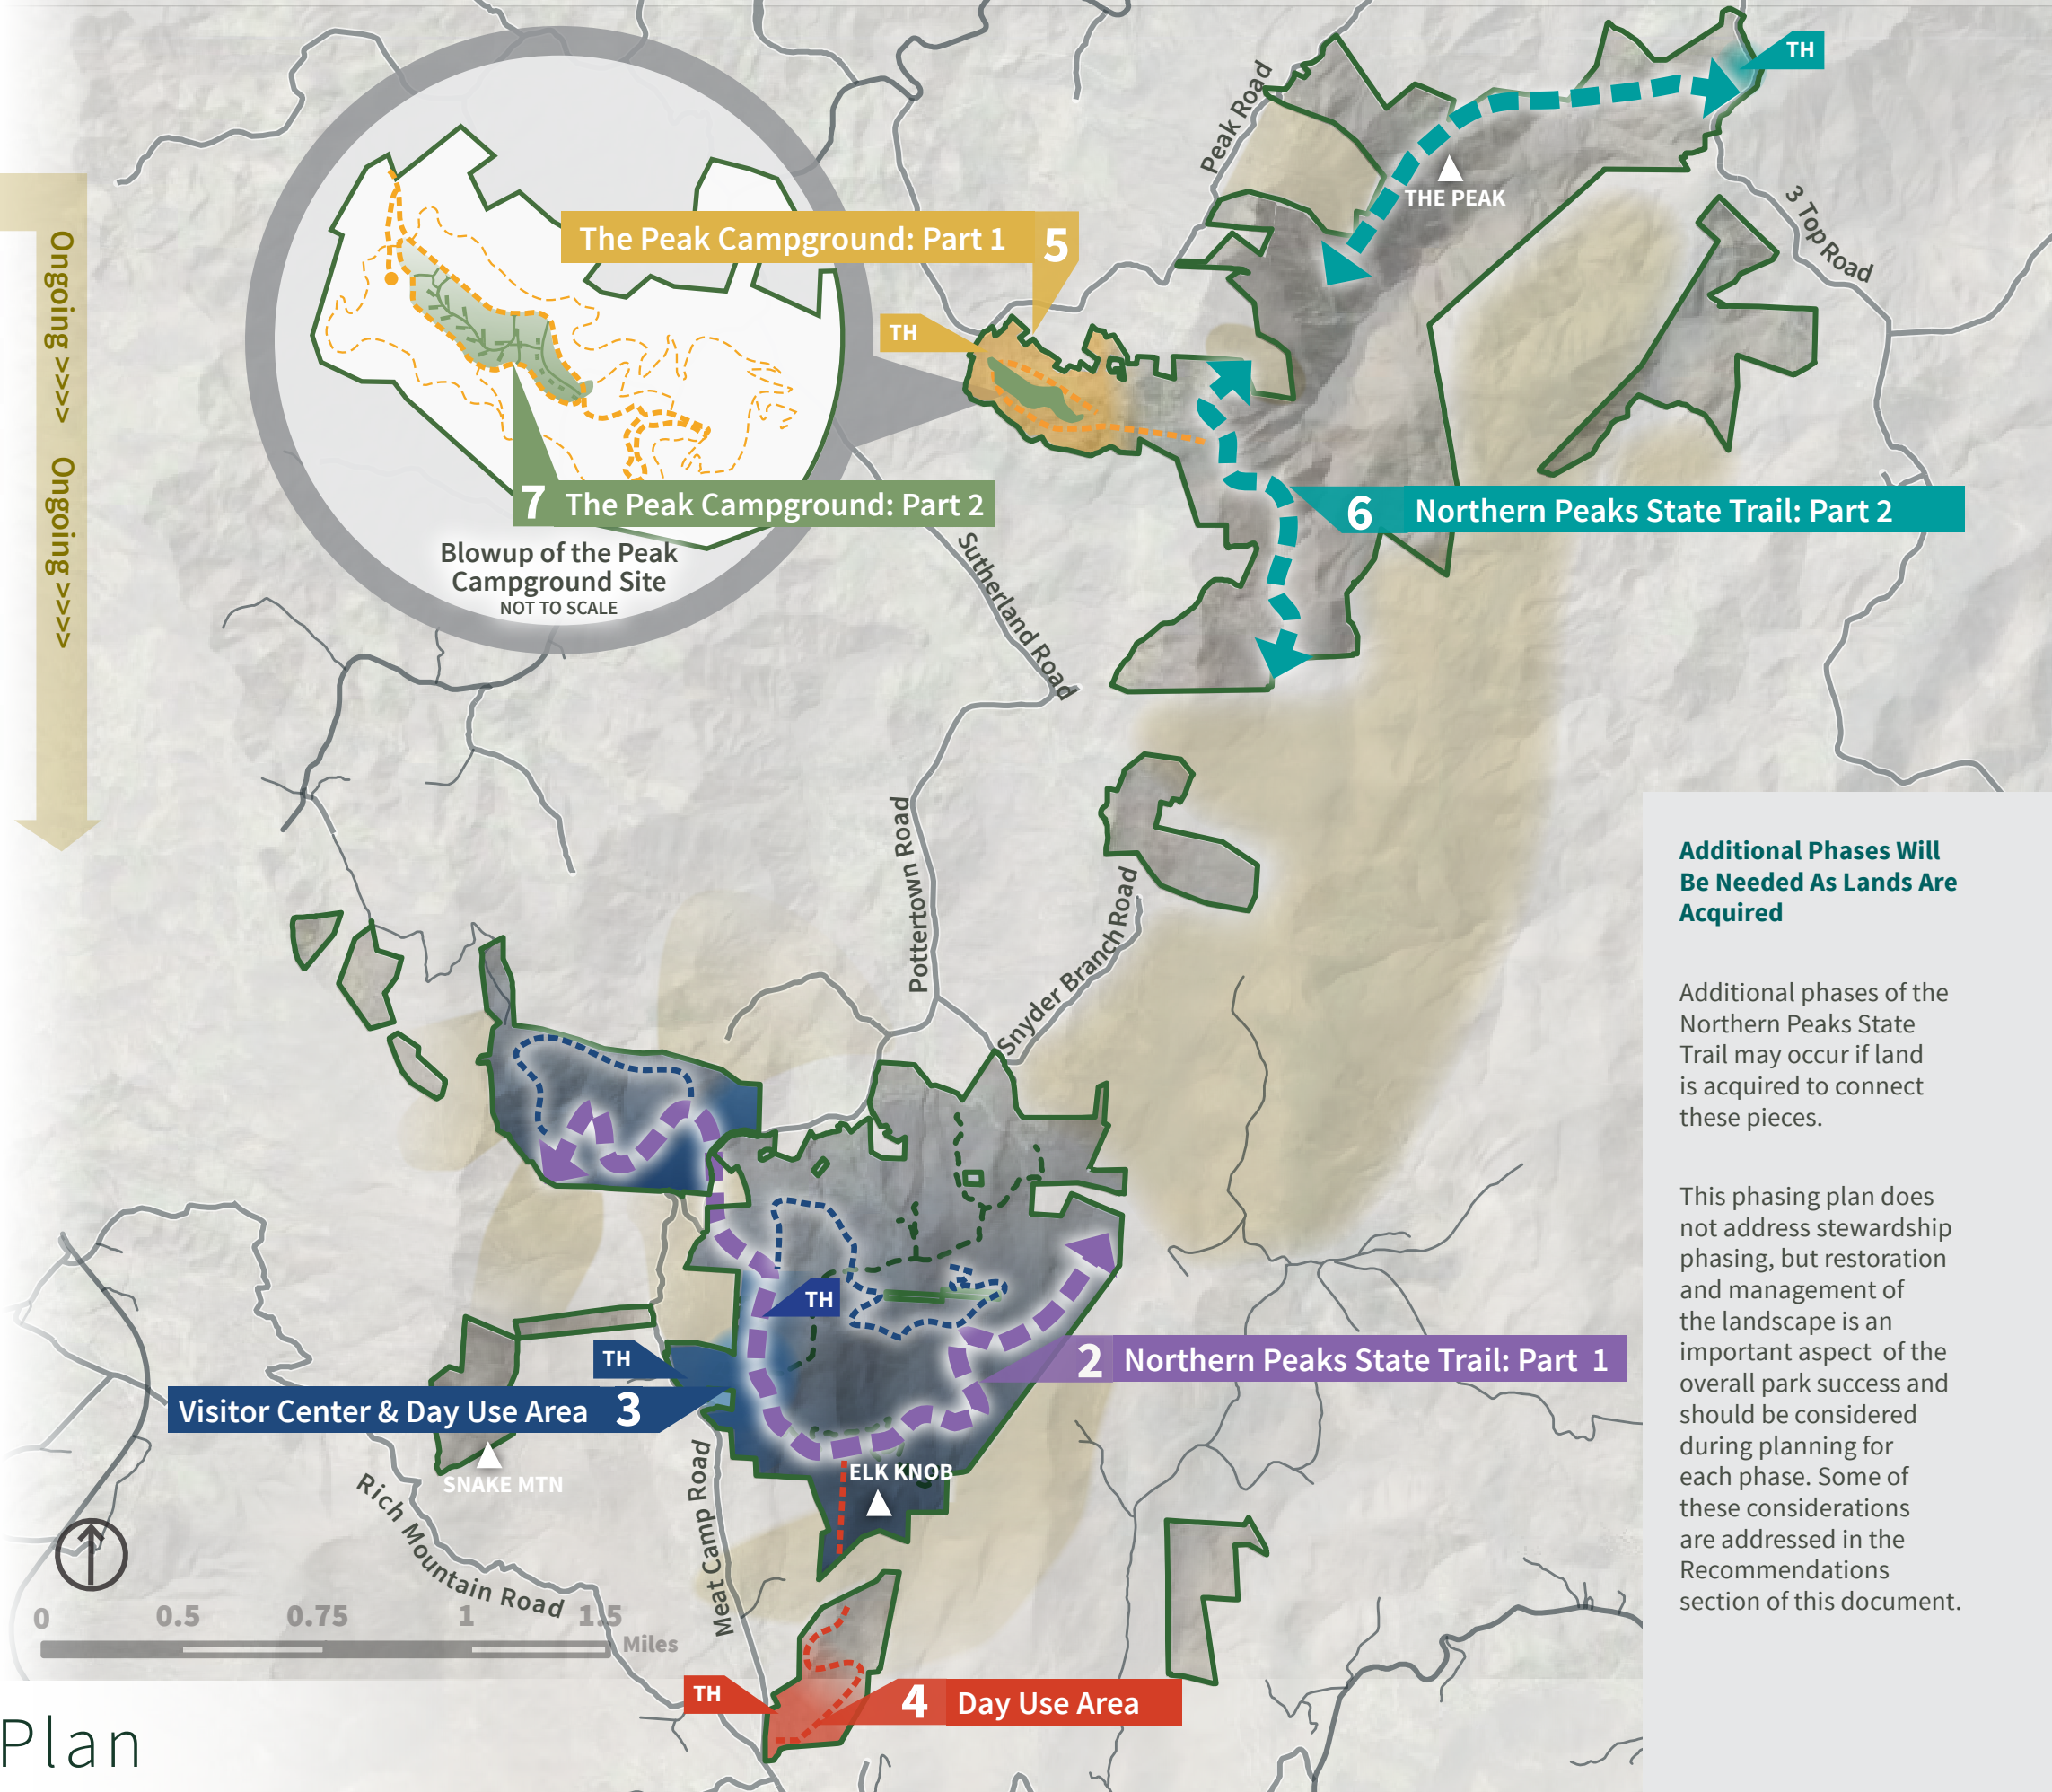 Ongoing >>>>
Ongoing >>>>
TH
Peak Road
THE PEAK
3 Top Road
The Peak Campground: Part 1 5
TH
7 The Peak Campground: Part 2
6 Northern Peaks State Trail: Part 2
Blowup of the Peak
Campground Site
NOT TO SCALE
Sutherland Road
Pottertown Road
Snyder Branch Road
TH
TH
2 Northern Peaks State Trail: Part 1
Visitor Center & Day Use Area 3
SNAKE MTN
ELK KNOB
Rich Mountain Road
Meat Camp Road
0 0.5 0.75 1 1.5
Miles
TH
4 Day Use Area
Plan
Additional Phases Will
Be Needed As Lands Are
Acquired
Additional phases of the
Northern Peaks State
Trail may occur if land
is acquired to connect
these pieces.
This phasing plan does
not address stewardship
phasing, but restoration
and management of
the landscape is an
important aspect of the
overall park success and
should be considered
during planning for
each phase. Some of
these considerations
are addressed in the
Recommendations
section of this document.